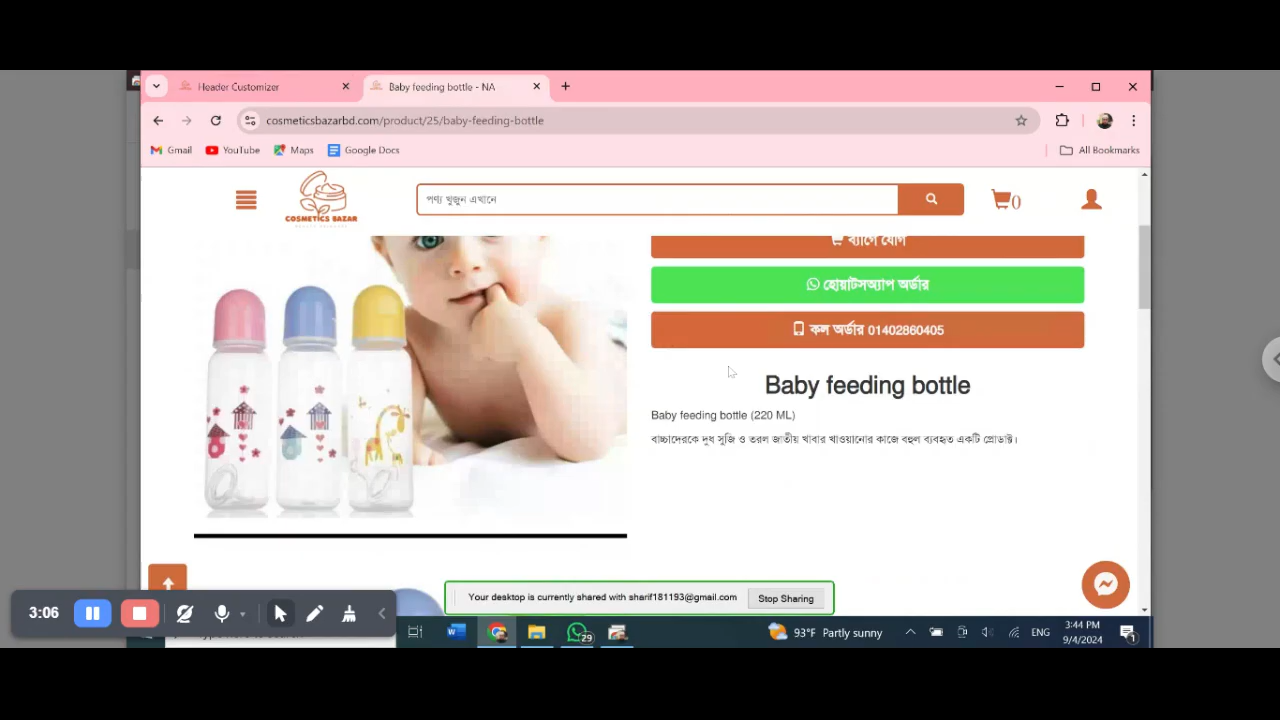 Header Customizer
Baby feeding bottle - NA
cosmeticsbazarbd.com/product/25/baby-feeding-bottle
Gmail
YouTube
Maps
Google Docs
All Bookmarks
COSMETICS BAZAR
পণ্য খুজুন এখানে
0
ব্যাগে যোগ
হোয়াটসঅ্যাপ অর্ডার
কল অর্ডার 01402860405
Baby feeding bottle
Baby feeding bottle (220 ML)
বাচ্চাদেরকে দুধ সুজি ও তরল জাতীয় খাবার খাওয়ানোর কাজে বহুল ব্যবহৃত একটি প্রোডাক্ট।
Your desktop is currently shared with sharif181193@gmail.com
Stop Sharing
3:06
29
93°F Partly sunny
ENG
3:44 PM
9/4/2024
1